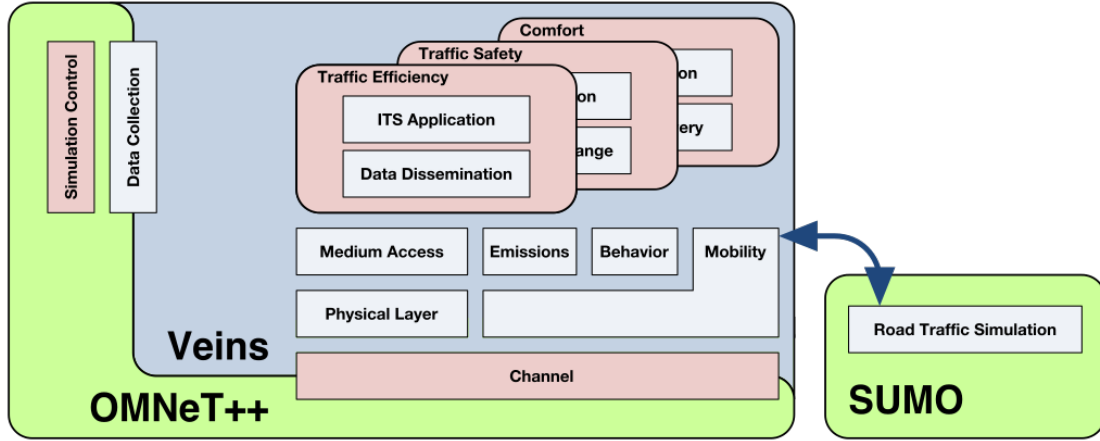 Comfort
Traffic Safety
Traffic Efficiency
ITS Application
Data Dissemination
Simulation Control
Data Collection
Medium Access
Emissions
Behavior
Mobility
Physical Layer
Road Traffic Simulation
Veins
Channel
OMNeT++
SUMO